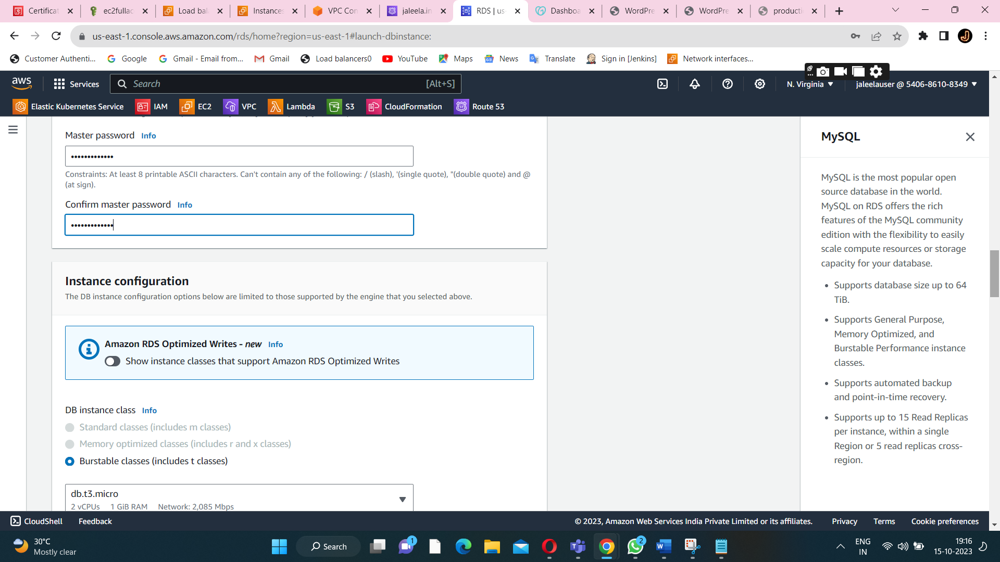 Certificat
ec2fulla
Load bal
Instances
VPC Con
jaleela.in
RDS | us-
Dashboa
WordPre
WordPre
producti
us-east-1.console.aws.amazon.com/rds/home?region=us-east-1#launch-dbinstance:
Customer Authenti...
Google
Gmail - Email from...
Gmail
Load balancers0
YouTube
Maps
News
Translate
Sign in [Jenkins]
Network interfaces...
aws
Services
Search
[Alt+S]
N. Virginia
jaleelauser @ 5406-8610-8349
Elastic Kubernetes Service
IAM
EC2
VPC
Lambda
S3
CloudFormation
Route 53
Master password Info
•••••••••••••
Constraints: At least 8 printable ASCII characters. Can't contain any of the following: / (slash), '(single quote), "(double quote) and @
(at sign).
Confirm master password Info
•••••••••••••
Instance configuration
The DB instance configuration options below are limited to those supported by the engine that you selected above.
Amazon RDS Optimized Writes - new Info
Show instance classes that support Amazon RDS Optimized Writes
DB instance class Info
Standard classes (includes m classes)
Memory optimized classes (includes r and x classes)
Burstable classes (includes t classes)
db.t3.micro
2 vCPUs 1 GiB RAM Network: 2,085 Mbps
MySQL
MySQL is the most popular open
source database in the world.
MySQL on RDS offers the rich
features of the MySQL community
edition with the flexibility to easily
scale compute resources or storage
capacity for your database.
• Supports database size up to 64
TiB.
• Supports General Purpose,
Memory Optimized, and
Burstable Performance instance
classes.
• Supports automated backup
and point-in-time recovery.
• Supports up to 15 Read Replicas
per instance, within a single
Region or 5 read replicas cross-
region.
CloudShell
Feedback
© 2023, Amazon Web Services India Private Limited or its affiliates.
Privacy
Terms
Cookie preferences
30°C
Mostly clear
Search
1
2
ENG
IN
19:16
15-10-2023